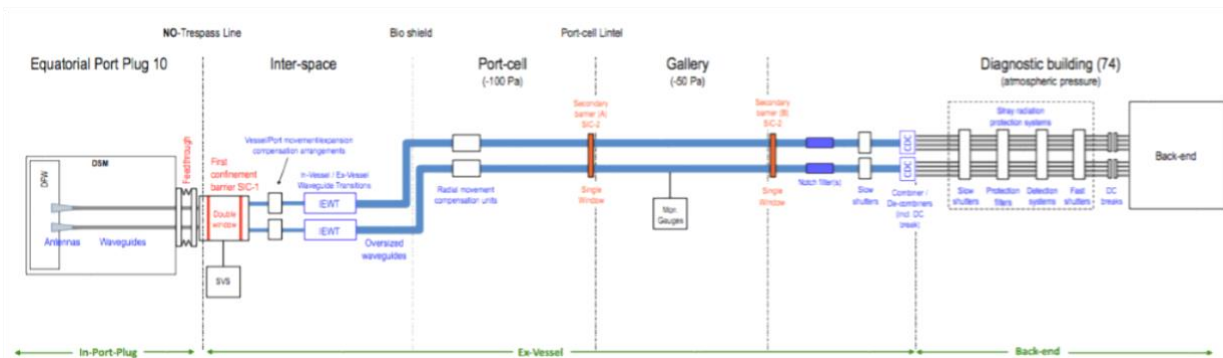 NO-Trespass Line
Bio shield
Port-cell Lintel
Equatorial Port Plug 10
Inter-space
Port-cell
(-100 Pa)
Gallery
(-50 Pa)
Diagnostic building (74)
(atmospheric pressure)
DSM
DFW
Antennas
Waveguides
Feedthrough
First
confinement
barrier SIC-1
Double
window
SVS
Vessel/Port movement/expansion
compensation arrangements
In-Vessel / Ex-Vessel
Waveguide Transitions
IEWT
IEWT
Oversized
waveguides
Radial movement
compensation units
Secondary
barrier (A)
SIC-2
Single
Window
Mon.
Gauges
Secondary
barrier (B)
SIC-2
Single
Window
Notch filter(s)
Slow
shutters
CDC
CDC
Combiner /
De-combiners
(incl. DC
break)
Stray radiation
protection systems
Slow
shutters
Protection
filters
Detection
systems
Fast
shutters
DC
breaks
Back-end
In-Port-Plug
Ex-Vessel
Back-end